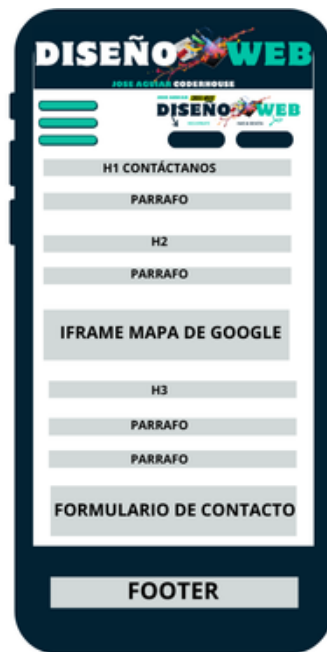 DISEÑO WEB
JOSE AGUIAR CODERHOUSE
DISEÑO WEB
H1 CONTÁCTANOS
PARRAFO
H2
PARRAFO
IFRAME MAPA DE GOOGLE
H3
PARRAFO
PARRAFO
FORMULARIO DE CONTACTO
FOOTER